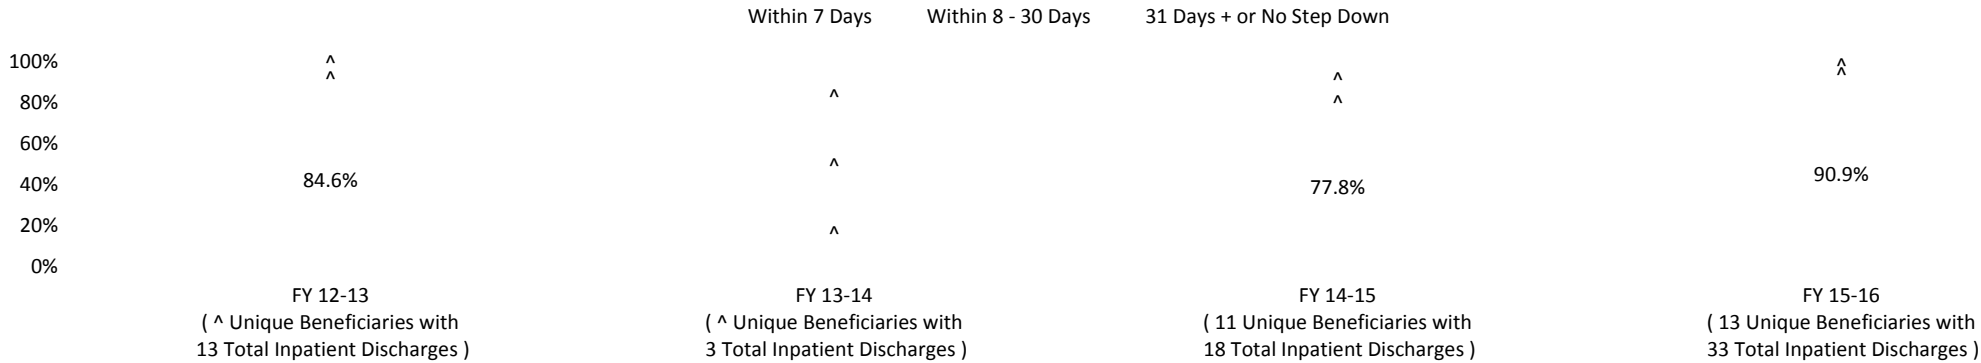 Within 7 Days Within 8 - 30 Days 31 Days + or No Step Down
100%
80%
60%
40%
20%
0%
^
^
84.6%
^
^
^
^
^
77.8%
^
^
90.9%
FY 12-13
( ^ Unique Beneficiaries with
13 Total Inpatient Discharges )
FY 13-14
( ^ Unique Beneficiaries with
3 Total Inpatient Discharges )
FY 14-15
( 11 Unique Beneficiaries with
18 Total Inpatient Discharges )
FY 15-16
( 13 Unique Beneficiaries with
33 Total Inpatient Discharges )